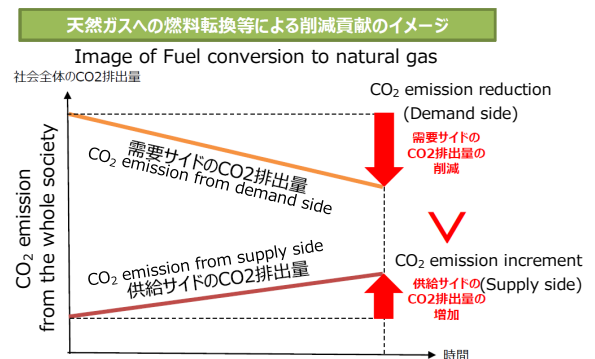 天然ガスへの燃料転換等による削減貢献のイメージ
Image of Fuel conversion to natural gas
社会全体のCO2排出量
CO₂ emission reduction
(Demand side)
需要サイドの
CO2排出量の
削減
需要サイドのCO2排出量
CO₂ emission from demand side
CO₂ emission
from the whole society
CO₂ emission from supply side
供給サイドのCO2排出量
CO₂ emission increment
(Supply side)
供給サイドの
CO2排出量の
増加
時間